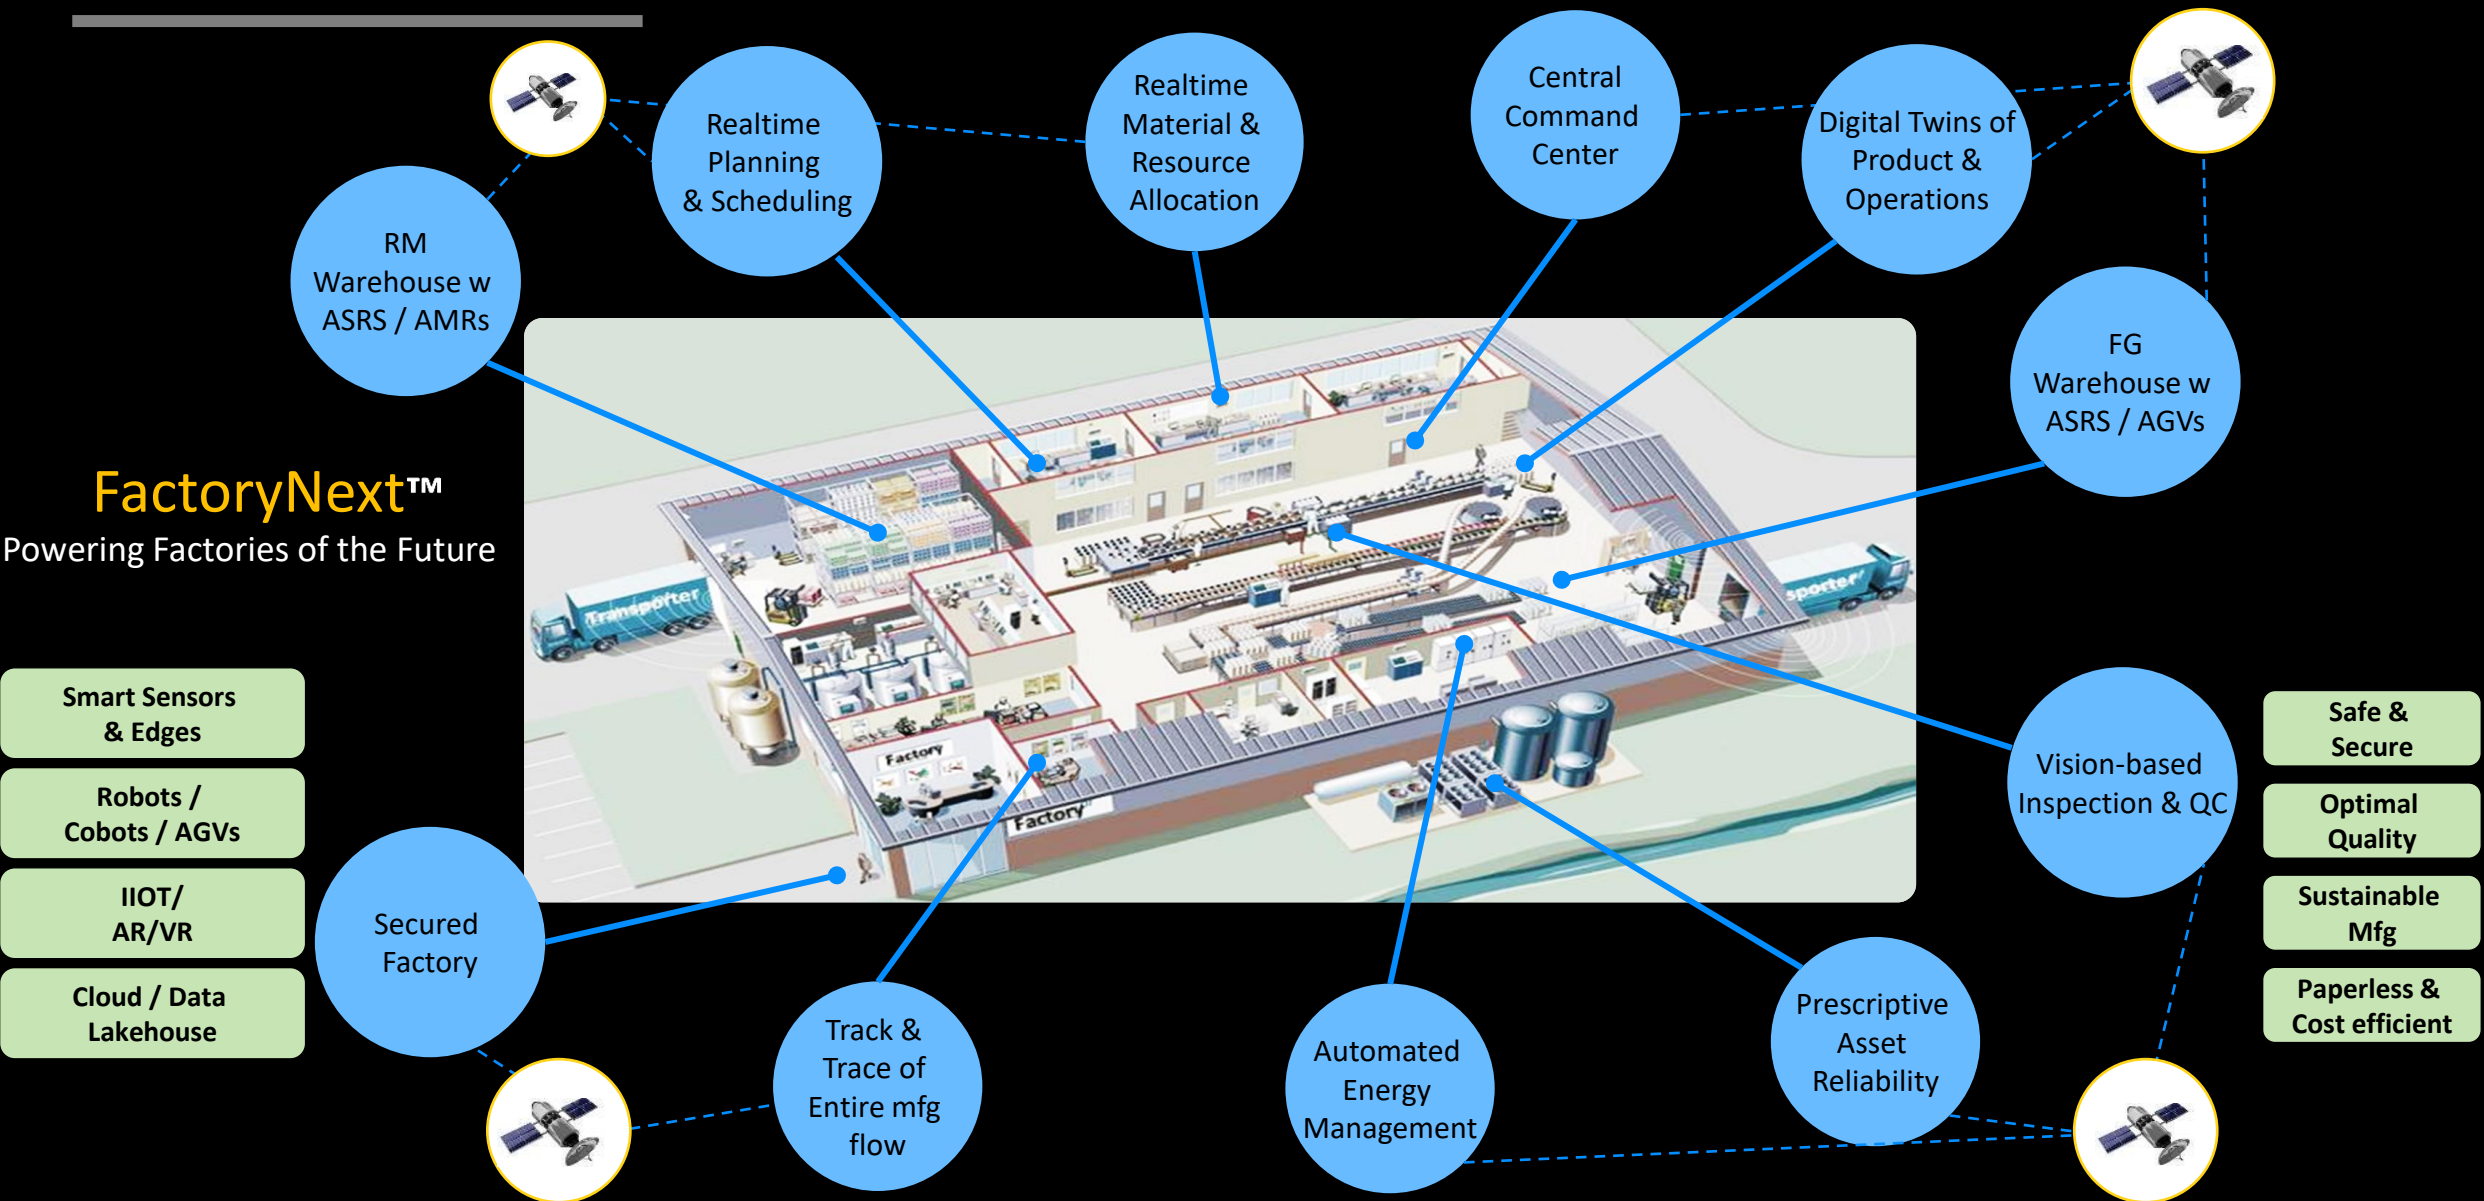 Realtime
Planning
& Scheduling
Realtime
Material &
Resource
Allocation
Central
Command
Center
Digital Twins of
Product &
Operations
RM
Warehouse w
ASRS / AMRs
FG
Warehouse w
ASRS / AGVs
FactoryNext™
Powering Factories of the Future
Transporter
sporter
Smart Sensors
& Edges
Robots /
Cobots / AGVs
IIOT/
AR/VR
Cloud / Data
Lakehouse
Factory
Factory
Secured
Factory
Track &
Trace of
Entire mfg
flow
Automated
Energy
Management
Prescriptive
Asset
Reliability
Vision-based
Inspection & QC
Safe &
Secure
Optimal
Quality
Sustainable
Mfg
Paperless &
Cost efficient